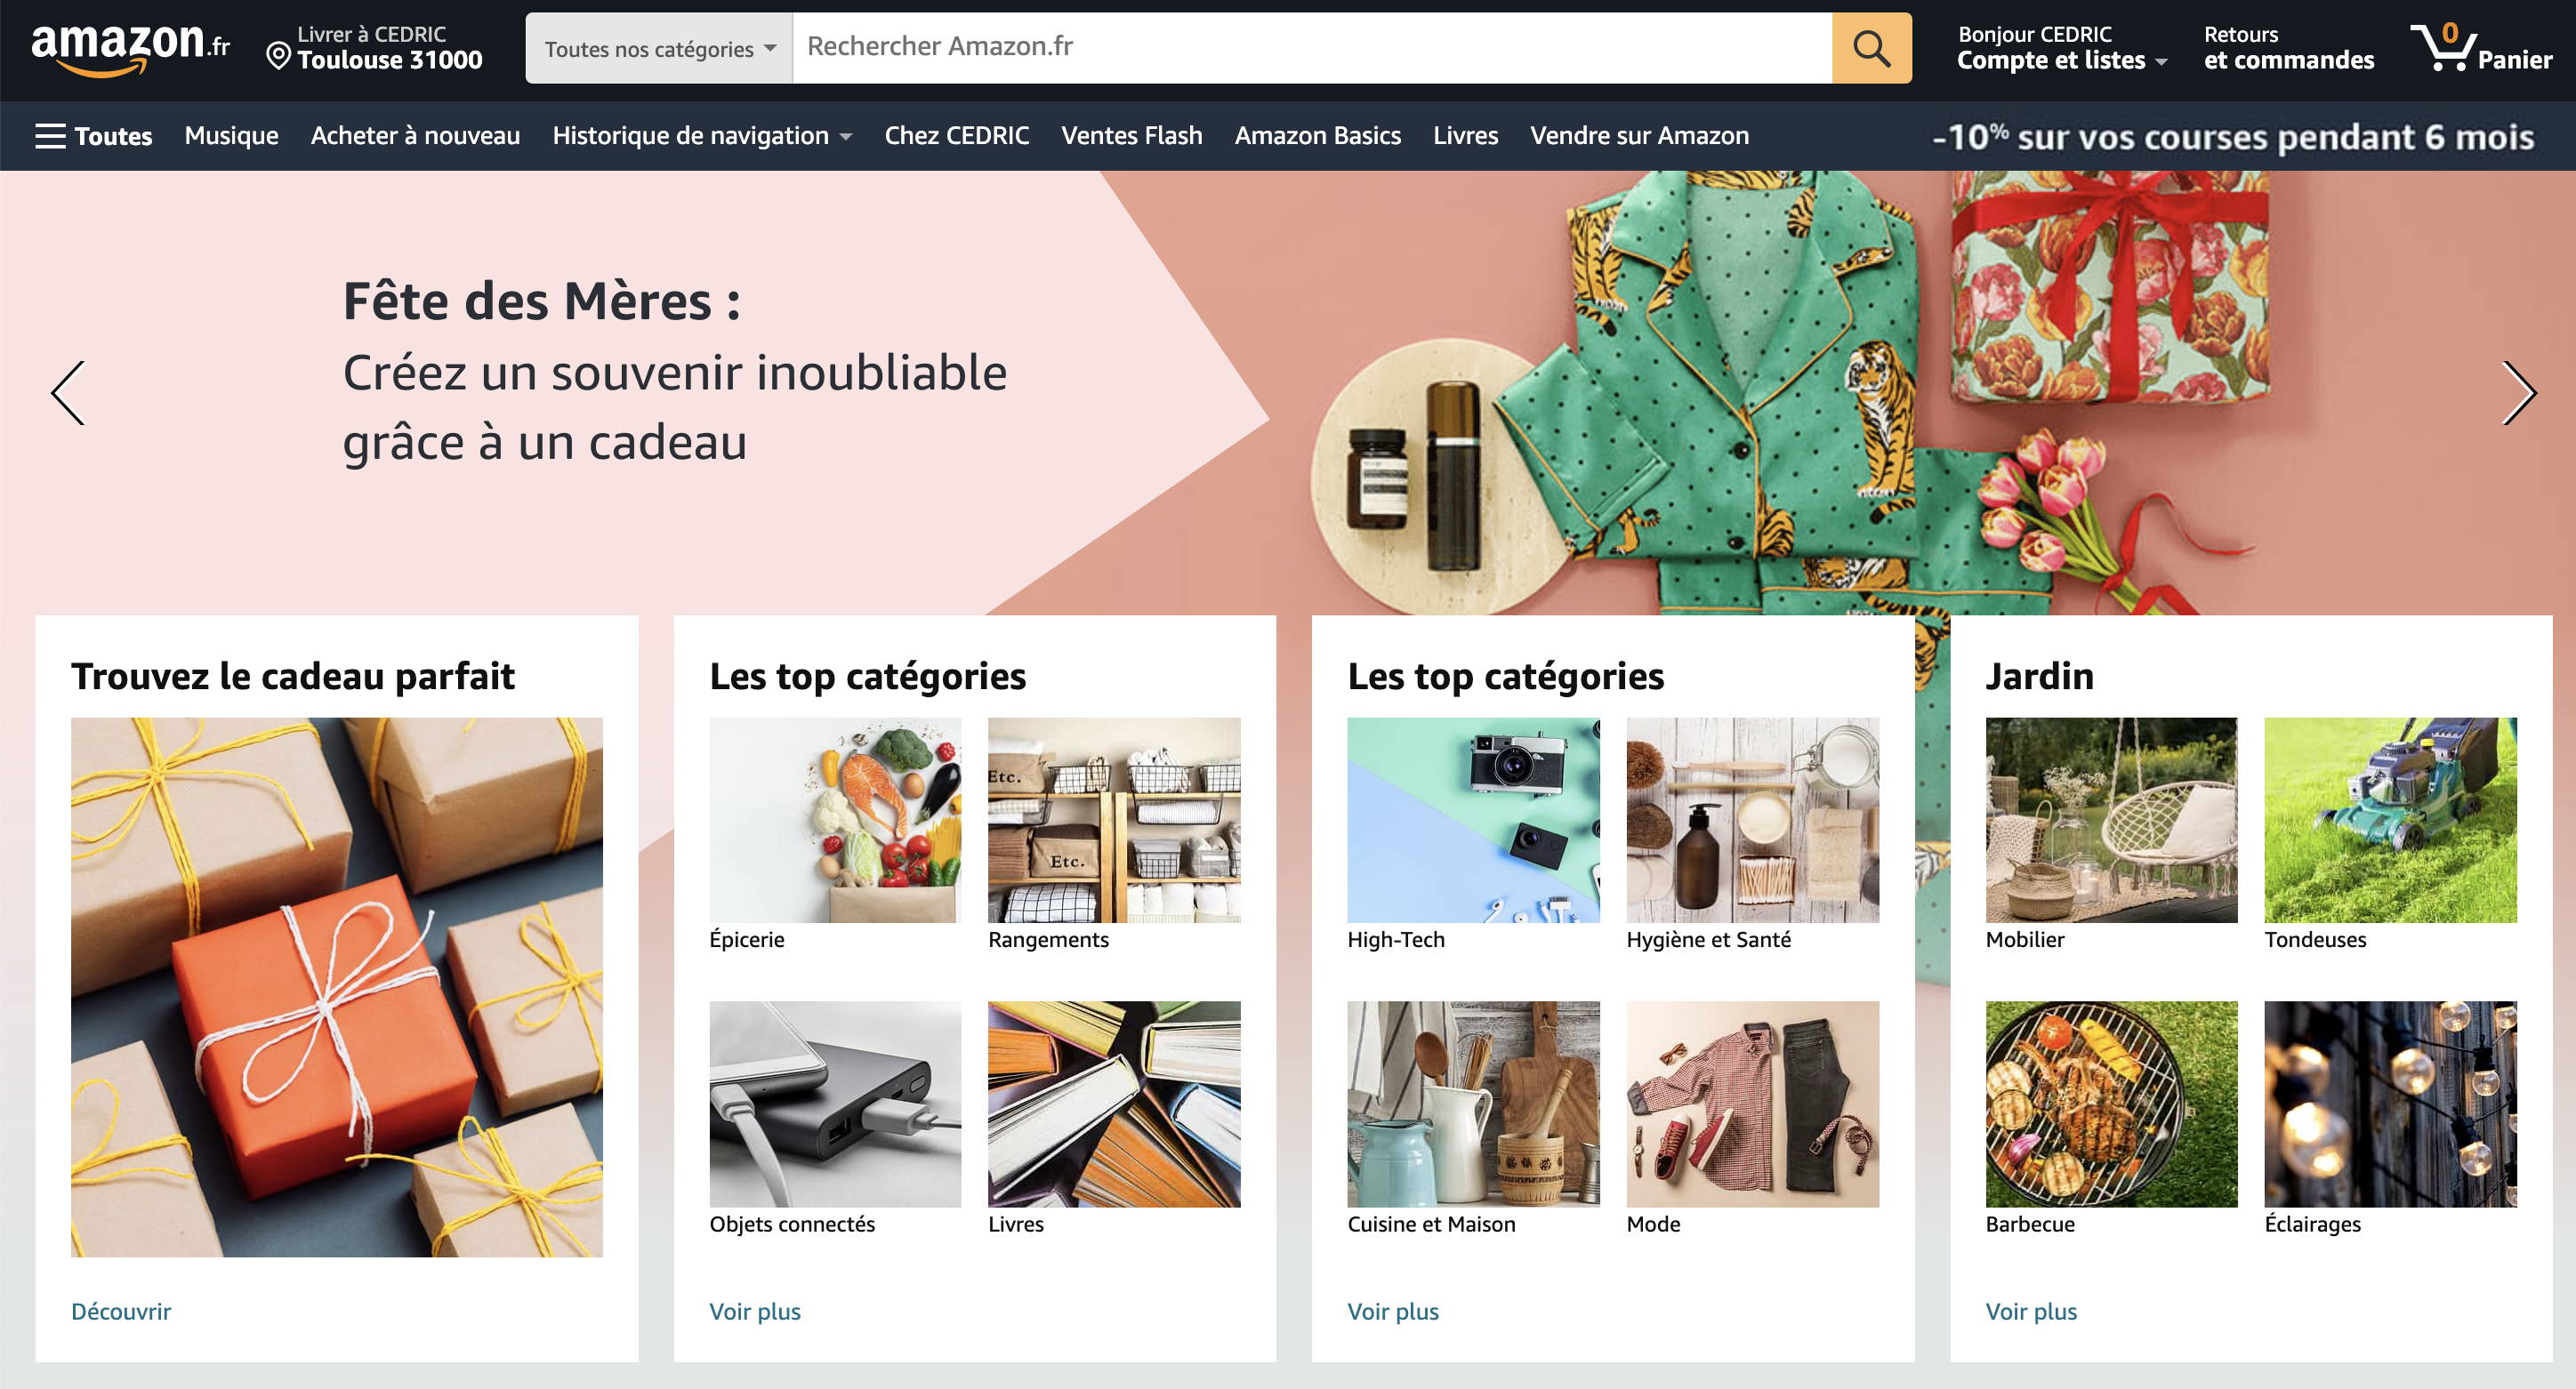 amazon.fr
Livrer à CEDRIC
Toulouse 31000
Toutes nos catégories
Rechercher Amazon.fr
Bonjour CEDRIC
Compte et listes
Retours
et commandes
0
Panier
Toutes
Musique
Acheter à nouveau
Historique de navigation
Chez CEDRIC
Ventes Flash
Amazon Basics
Livres
Vendre sur Amazon
-10% sur vos courses pendant 6 mois
Fête des Mères :
Créez un souvenir inoubliable
grâce à un cadeau
Trouvez le cadeau parfait
Découvrir
Les top catégories
Etc.
Etc.
Épicerie
Rangements
Objets connectés
Livres
Voir plus
Les top catégories
High-Tech
Hygiène et Santé
Cuisine et Maison
Mode
Voir plus
Jardin
Mobilier
Tondeuses
Barbecue
Éclairages
Voir plus